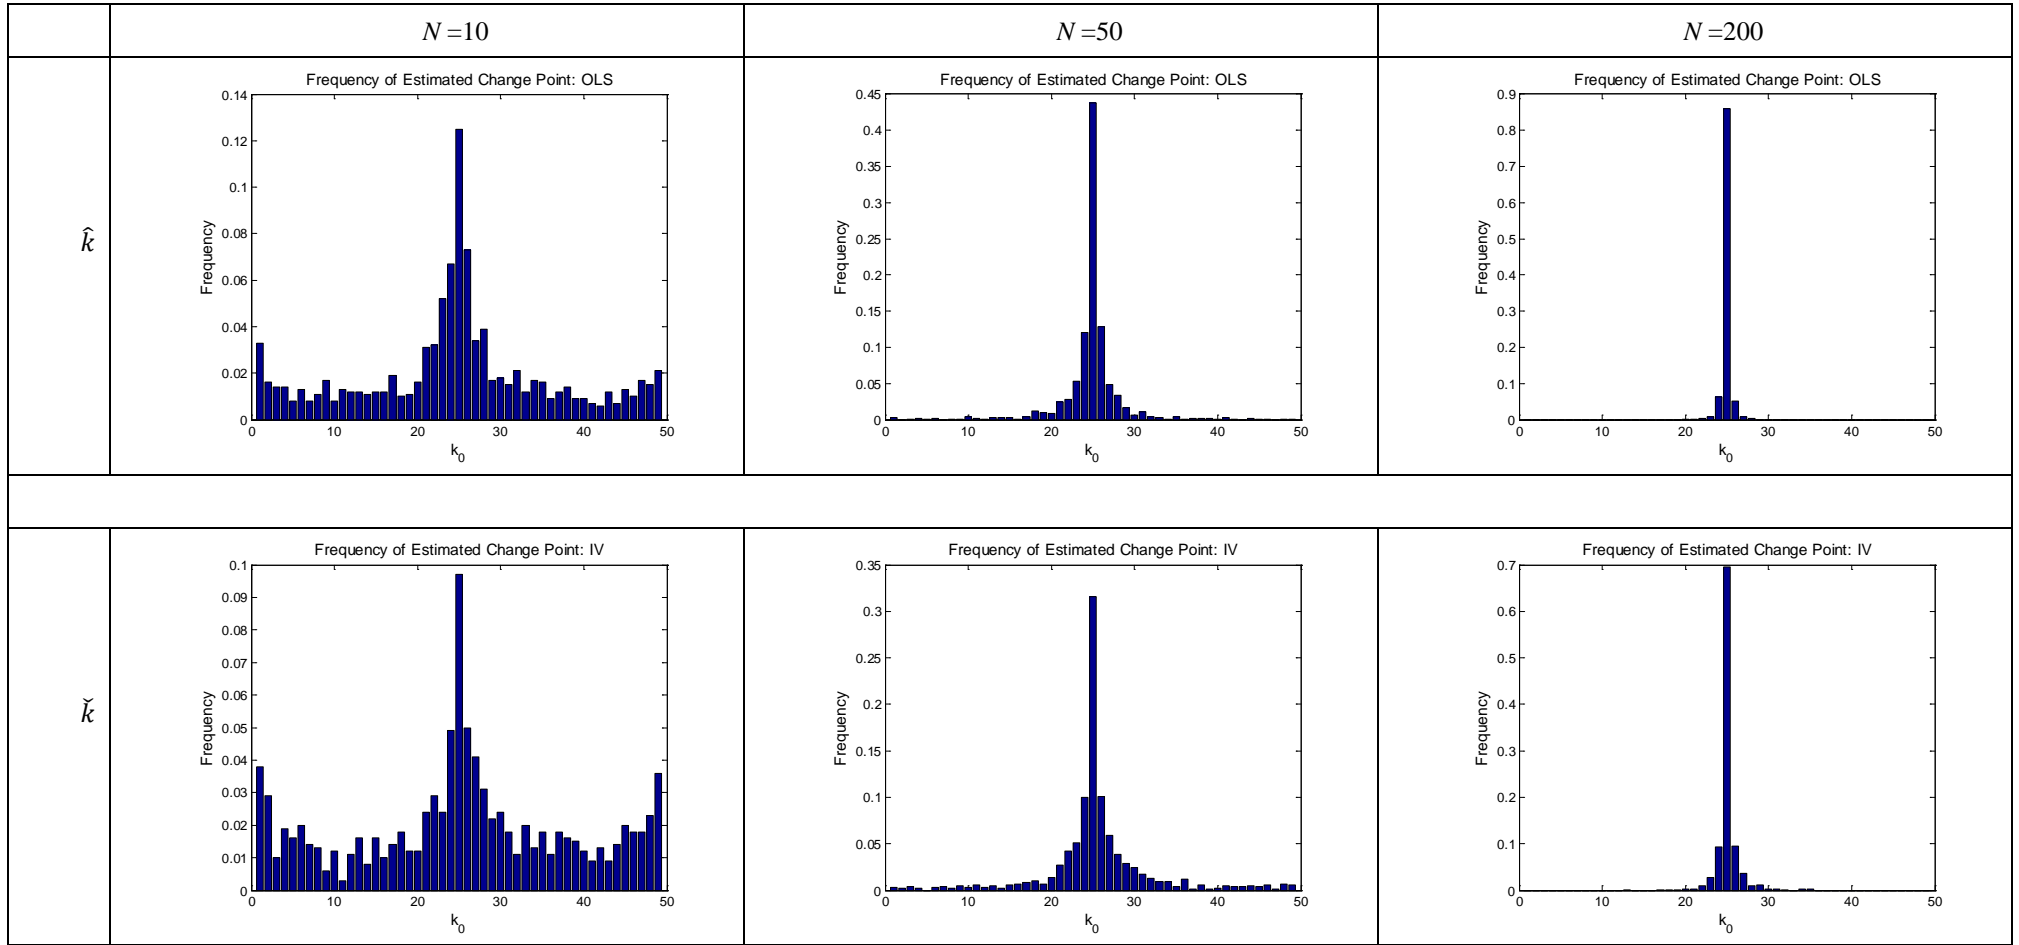 N =10
N =50
N =200
k̂
Frequency of Estimated Change Point: OLS
0.14
0.12
0.1
0.08
0.06
0.04
0.02
0
0 10 20 30 40 50
Frequency
k0
Frequency of Estimated Change Point: OLS
0.45
0.4
0.35
0.3
0.25
0.2
0.15
0.1
0.05
0
0 10 20 30 40 50
Frequency
k0
Frequency of Estimated Change Point: OLS
0.9
0.8
0.7
0.6
0.5
0.4
0.3
0.2
0.1
0
0 10 20 30 40 50
Frequency
k0
ǩ
Frequency of Estimated Change Point: IV
0.1
0.09
0.08
0.07
0.06
0.05
0.04
0.03
0.02
0.01
0
0 10 20 30 40 50
Frequency
k0
Frequency of Estimated Change Point: IV
0.35
0.3
0.25
0.2
0.15
0.1
0.05
0
0 10 20 30 40 50
Frequency
k0
Frequency of Estimated Change Point: IV
0.7
0.6
0.5
0.4
0.3
0.2
0.1
0
0 10 20 30 40 50
Frequency
k0